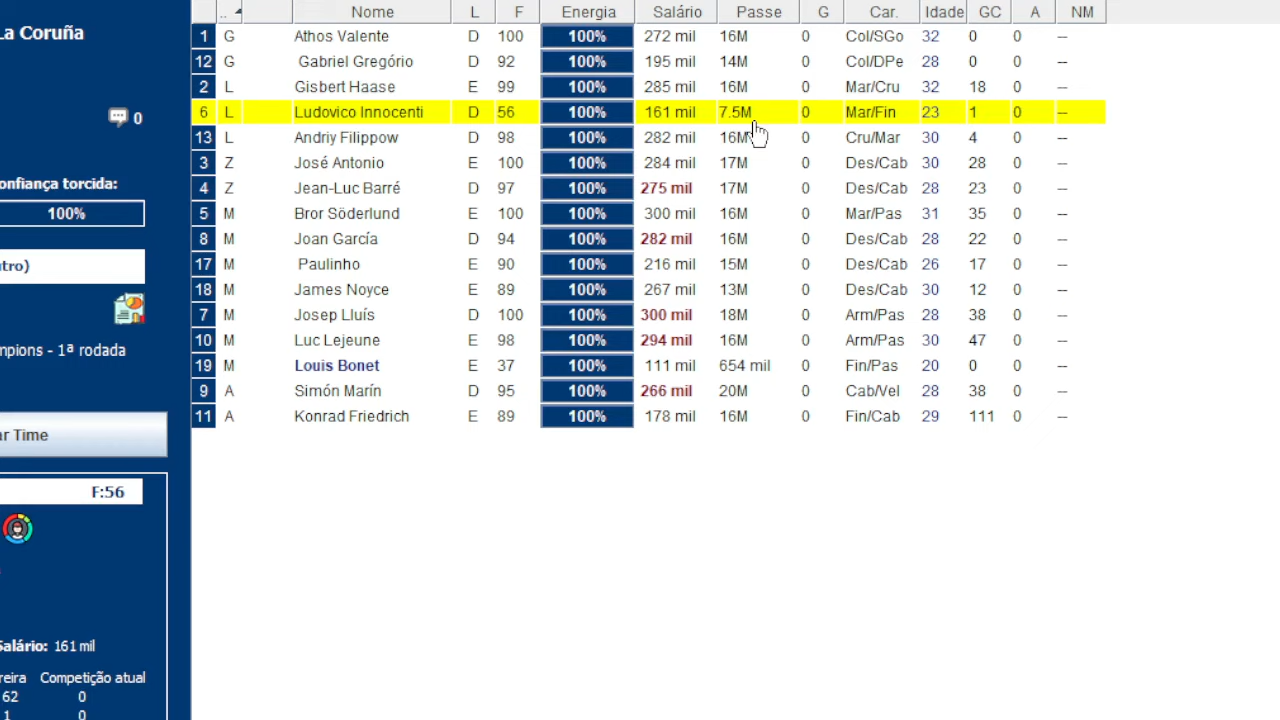 La Coruña
0
onfiança torcida:
100%
tro)
mpions - 1ª rodada
ar Time
F:56
Salário: 161 mil
reira Competição atual
62 0
1 0
.. Nome L F Energia Salário Passe G Car. Idade GC A NM
1 G Athos Valente D 100 100% 272 mil 16M 0 Col/SGo 32 0 0 --
12 G Gabriel Gregório D 92 100% 195 mil 14M 0 Col/DPe 28 0 0 --
2 L Gisbert Haase E 99 100% 285 mil 16M 0 Mar/Cru 32 18 0 --
6 L Ludovico Innocenti D 56 100% 161 mil 7.5M 0 Mar/Fin 23 1 0 --
13 L Andriy Filippow D 98 100% 282 mil 16M 0 Cru/Mar 30 4 0 --
3 Z José Antonio E 100 100% 284 mil 17M 0 Des/Cab 30 28 0 --
4 Z Jean-Luc Barré D 97 100% 275 mil 17M 0 Des/Cab 28 23 0 --
5 M Bror Söderlund E 100 100% 300 mil 16M 0 Mar/Pas 31 35 0 --
8 M Joan García D 94 100% 282 mil 16M 0 Des/Cab 28 22 0 --
17 M Paulinho E 90 100% 216 mil 15M 0 Des/Cab 26 17 0 --
18 M James Noyce E 89 100% 267 mil 13M 0 Des/Cab 30 12 0 --
7 M Josep Lluís D 100 100% 300 mil 18M 0 Arm/Pas 28 38 0 --
10 M Luc Lejeune E 98 100% 294 mil 16M 0 Arm/Pas 30 47 0 --
19 M Louis Bonet E 37 100% 111 mil 654 mil 0 Fin/Pas 20 0 0 --
9 A Simón Marín D 95 100% 266 mil 20M 0 Cab/Vel 28 38 0 --
11 A Konrad Friedrich E 89 100% 178 mil 16M 0 Fin/Cab 29 111 0 --